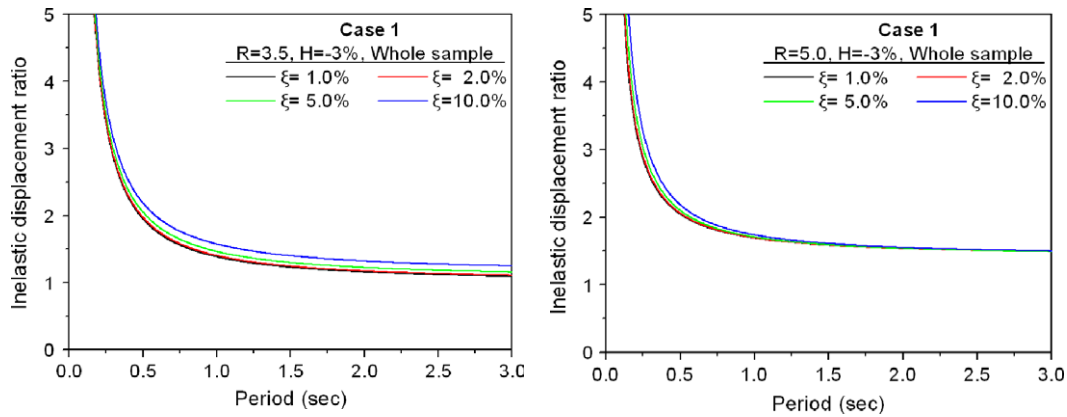 Case 1
R=3.5, H=-3%, Whole sample
ξ= 1.0% ξ= 2.0%
ξ= 5.0% ξ=10.0%
Inelastic displacement ratio
5
4
3
2
1
0
0.0 0.5 1.0 1.5 2.0 2.5 3.0
Period (sec)
Case 1
R=5.0, H=-3%, Whole sample
ξ= 1.0% ξ= 2.0%
ξ= 5.0% ξ=10.0%
Inelastic displacement ratio
5
4
3
2
1
0
0.0 0.5 1.0 1.5 2.0 2.5 3.0
Period (sec)